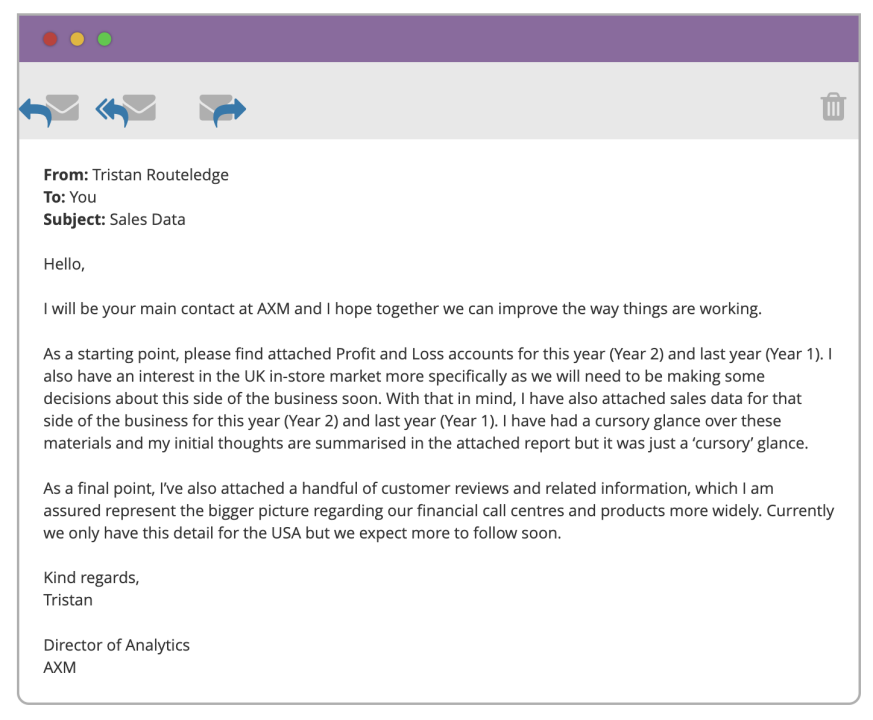 From: Tristan Routeledge
To: You
Subject: Sales Data
Hello,
I will be your main contact at AXM and I hope together we can improve the way things are working.
As a starting point, please find attached Profit and Loss accounts for this year (Year 2) and last year (Year 1). I
also have an interest in the UK in-store market more specifically as we will need to be making some
decisions about this side of the business soon. With that in mind, I have also attached sales data for that
side of the business for this year (Year 2) and last year (Year 1). I have had a cursory glance over these
materials and my initial thoughts are summarised in the attached report but it was just a ‘cursory’ glance.
As a final point, I’ve also attached a handful of customer reviews and related information, which I am
assured represent the bigger picture regarding our financial call centres and products more widely. Currently
we only have this detail for the USA but we expect more to follow soon.
Kind regards,
Tristan
Director of Analytics
AXM